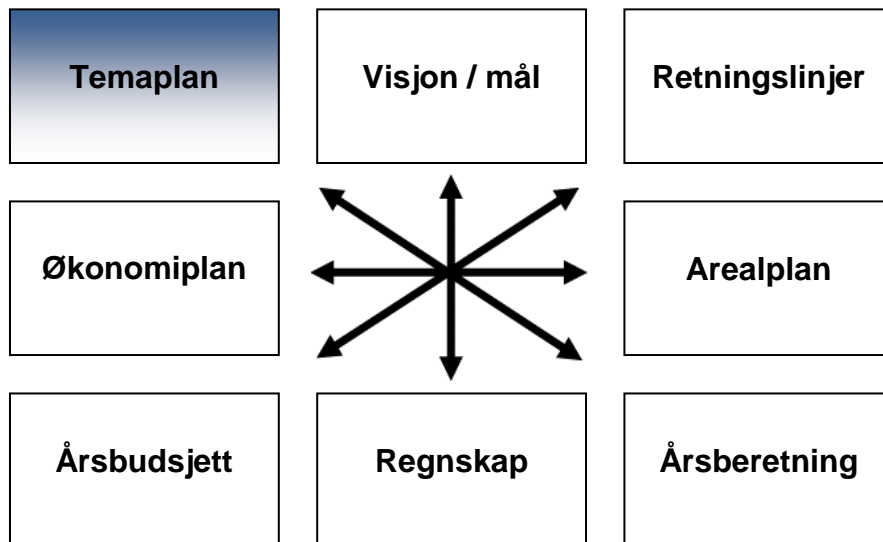 Temaplan
Visjon / mål
Retningslinjer
Økonomiplan
Arealplan
Årsbudsjett
Regnskap
Årsberetning